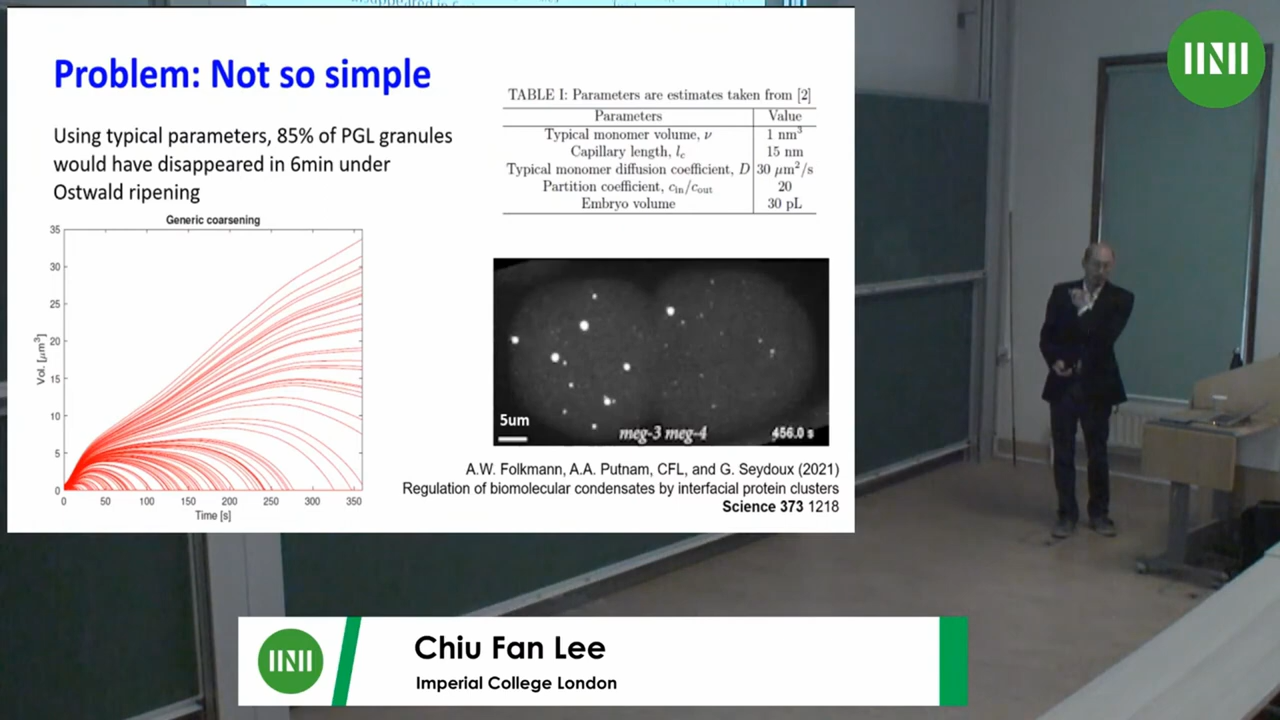 Problem: Not so simple
Using typical parameters, 85% of PGL granules
would have disappeared in 6min under
Ostwald ripening
TABLE I: Parameters are estimates taken from [2]
Parameters Value
Typical monomer volume, ν 1 nm³
Capillary length, l_c 15 nm
Typical monomer diffusion coefficient, D 30 μm²/s
Partition coefficient, c_in/c_out 20
Embryo volume 30 pL
Generic coarsening
Vol. [μm³]
35
30
25
20
15
10
5
0
0 50 100 150 200 250 300 350
Time [s]
5um
meg-3 meg-4
456.0 s
A.W. Folkmann, A.A. Putnam, CFL, and G. Seydoux (2021)
Regulation of biomolecular condensates by interfacial protein clusters
Science 373 1218
Chiu Fan Lee
Imperial College London